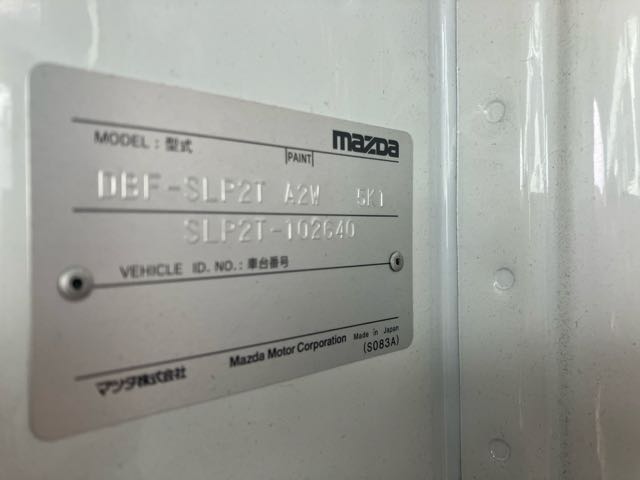 mazda
MODEL : 型式
PAINT
DBF-SLP2T A2W 5K1
SLP2T-102640
VEHICLE ID. NO. : 車台番号
マツダ株式会社 Mazda Motor Corporation Made in Japan
(S083A)